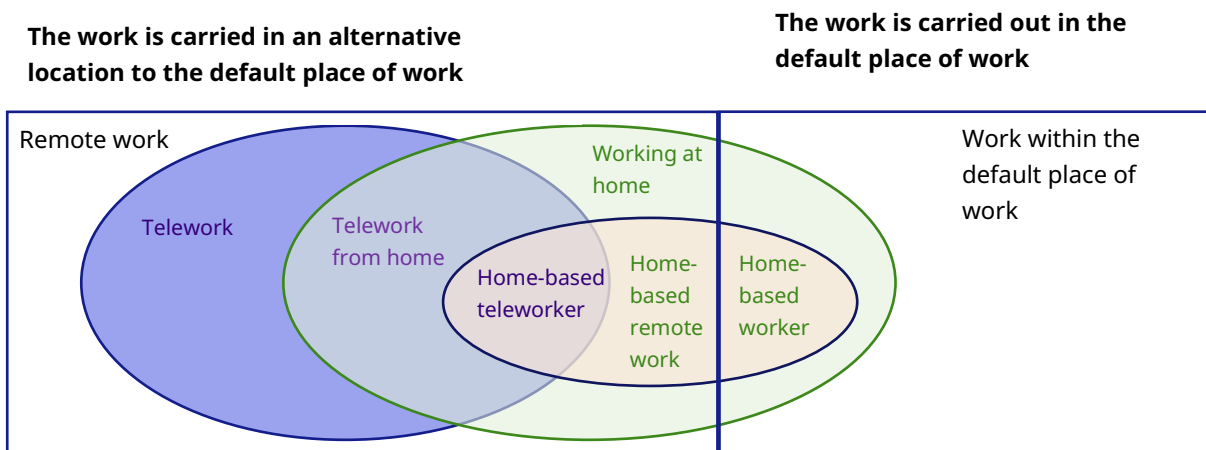 The work is carried in an alternative
location to the default place of work
The work is carried out in the
default place of work
Remote work
Working at
home
Work within the
default place of
work
Telework
Telework
from home
Home-based
teleworker
Home-
based
remote
work
Home-
based
worker